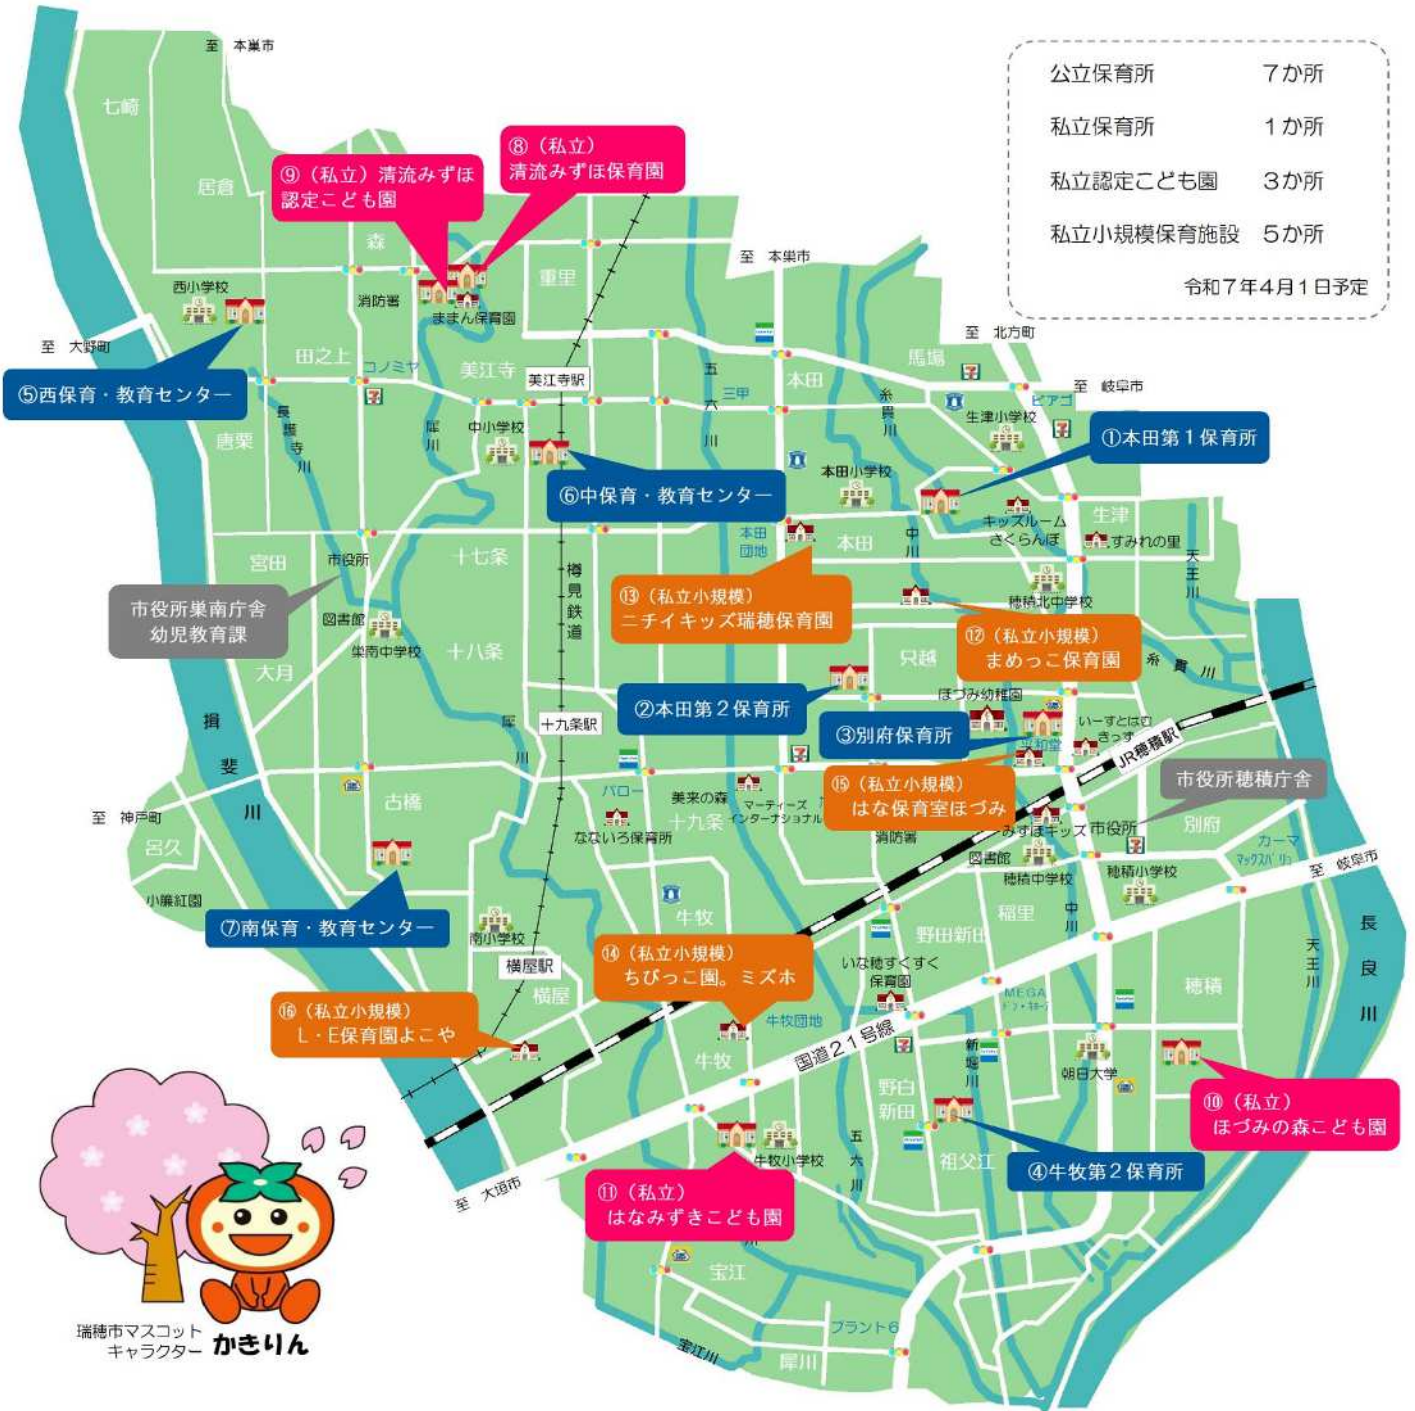 至 本巣市
公立保育所 7か所
私立保育所 1か所
私立認定こども園 3か所
私立小規模保育施設 5か所
令和7年4月1日予定
七崎
⑧（私立）
清流みずほ保育園
⑨（私立）清流みずほ
認定こども園
居倉
森
重里
至 本巣市
西小学校
消防署
ままん保育園
至 大野町
至 北方町
田之上
コノミヤ
美江寺
美江寺駅
五六川
三甲
本田
馬場
糸貫川
ピアゴ
至 岐阜市
⑤西保育・教育センター
生津小学校
①本田第1保育所
唐栗
長護寺川
犀川
中小学校
⑥中保育・教育センター
本田小学校
キッズルーム
さくらんぼ
生津
すみれの里
本田
団地
本田
中川
天王川
宮田
市役所
十七条
樽見鉄道
⑬（私立小規模）
ニチイキッズ瑞穂保育園
穂積北中学校
市役所巣南庁舎
幼児教育課
図書館
巣南中学校
十八条
⑫（私立小規模）
まめっこ保育園
只越
糸貫川
大月
②本田第2保育所
ほづみ幼稚園
揖斐川
犀川
十九条駅
③別府保育所
平和堂
いーすとはむ
きっず
JR穂積駅
市役所穂積庁舎
⑮（私立小規模）
はな保育室ほづみ
至 神戸町
古橋
バロー
美来の森
マーティーズ
インターナショナル
十九条
なないろ保育所
消防署
みずほキッズ
市役所
別府
カーマ
マックスバリュ
至 岐阜市
呂久
図書館
穂積中学校
穂積小学校
小簾紅園
⑦南保育・教育センター
南小学校
牛牧
稲里
中川
野田新田
長良川
天王川
横屋駅
横屋
⑭（私立小規模）
ちびっこ園。ミズホ
いな穂すくすく
保育園
MEGA
穂積
⑯（私立小規模）
L・E保育園よこや
牛牧団地
国道21号線
新堀川
朝日大学
牛牧
野白
新田
⑩（私立）
ほづみの森こども園
牛牧小学校
五六川
祖父江
④牛牧第2保育所
至 大垣市
⑪（私立）
はなみずきこども園
川
宝江
プラント6
宝江川
犀川
瑞穂市マスコット
キャラクター かきりん